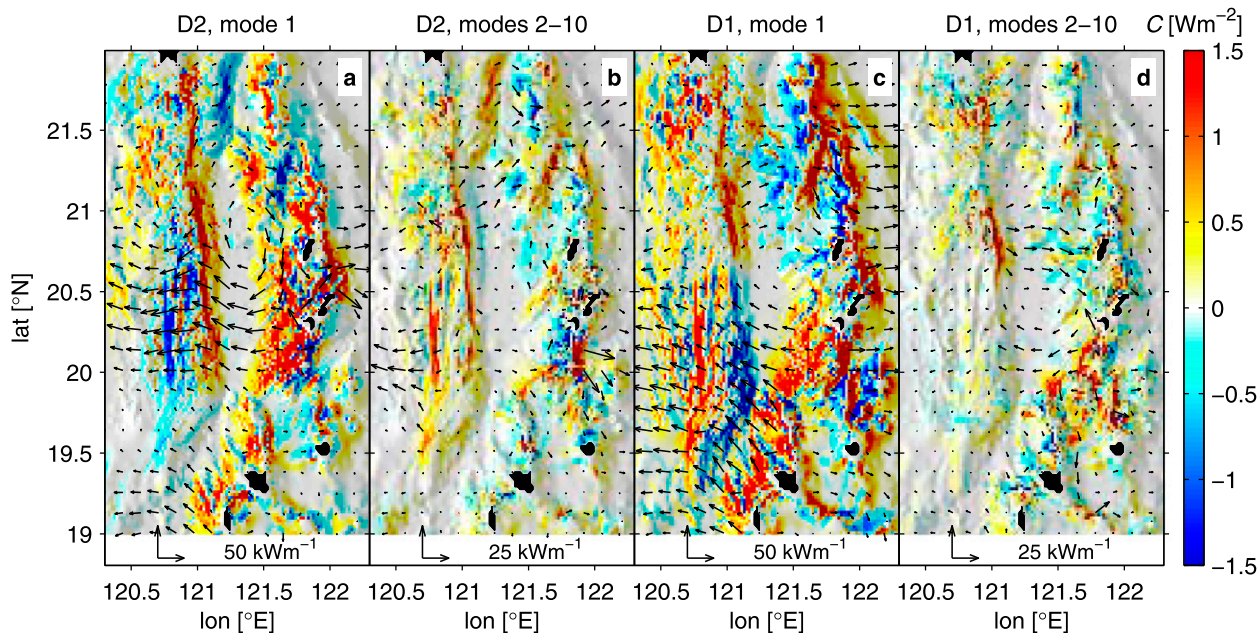 D2, mode 1
D2, modes 2−10
D1, mode 1
D1, modes 2−10
C [Wm−2]
a
b
c
d
lat [°N]
21.5
21
20.5
20
19.5
19
50 kWm−1
25 kWm−1
50 kWm−1
25 kWm−1
120.5 121 121.5 122
120.5 121 121.5 122
120.5 121 121.5 122
120.5 121 121.5 122
lon [°E]
lon [°E]
lon [°E]
lon [°E]
1.5
1
0.5
0
−0.5
−1
−1.5